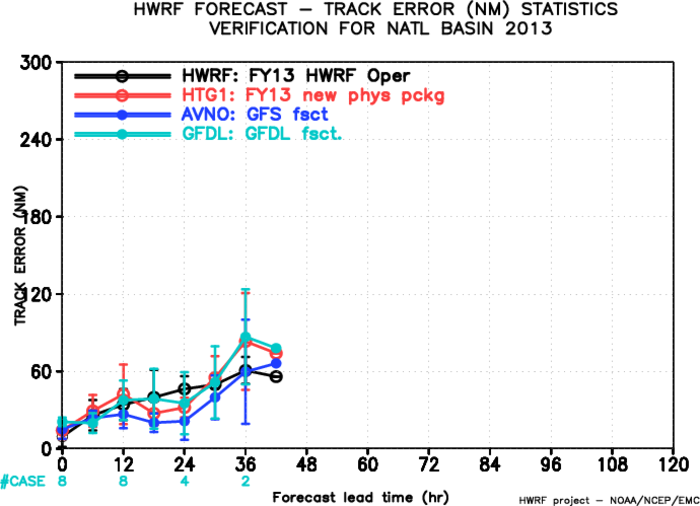 HWRF FORECAST – TRACK ERROR (NM) STATISTICS
VERIFICATION FOR NATL BASIN 2013
HWRF: FY13 HWRF Oper
HTG1: FY13 new phys pckg
AVNO: GFS fsct
GFDL: GFDL fsct.
TRACK ERROR (NM)
300
240
180
120
60
0
0 12 24 36 48 60 72 84 96 108 120
#CASE 8 8 4 2
Forecast lead time (hr)
HWRF project – NOAA/NCEP/EMC